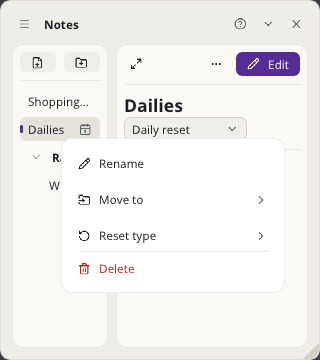 Notes
Edit
Shopping...
Dailies
Dailies
Daily reset
Rename
Move to
Reset type
Delete